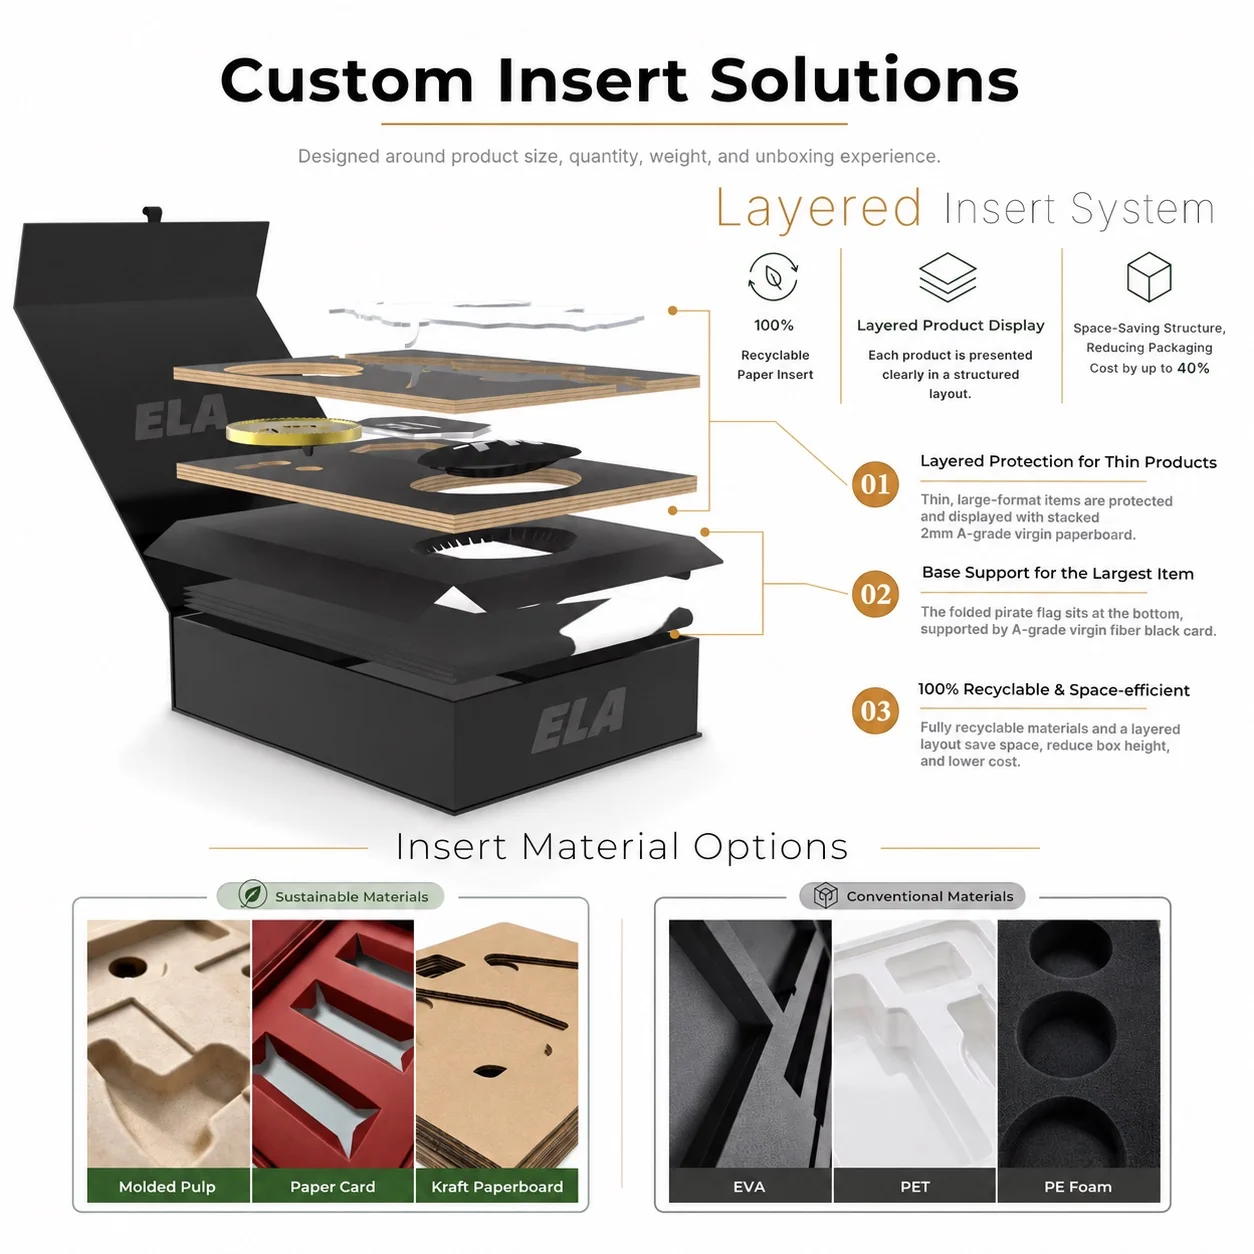 Custom Insert Solutions
Designed around product size, quantity, weight, and unboxing experience.
Layered Insert System
100%
Recyclable
Paper Insert
Layered Product Display
Each product is presented
clearly in a structured
layout.
Space-Saving Structure,
Reducing Packaging
Cost by up to 40%
ELA
ELA
01
Layered Protection for Thin Products
Thin, large-format items are protected
and displayed with stacked
2mm A-grade virgin paperboard.
02
Base Support for the Largest Item
The folded pirate flag sits at the bottom,
supported by A-grade virgin fiber black card.
03
100% Recyclable & Space-efficient
Fully recyclable materials and a layered
layout save space, reduce box height,
and lower cost.
Insert Material Options
Sustainable Materials
Molded Pulp
Paper Card
Kraft Paperboard
Conventional Materials
EVA
PET
PE Foam